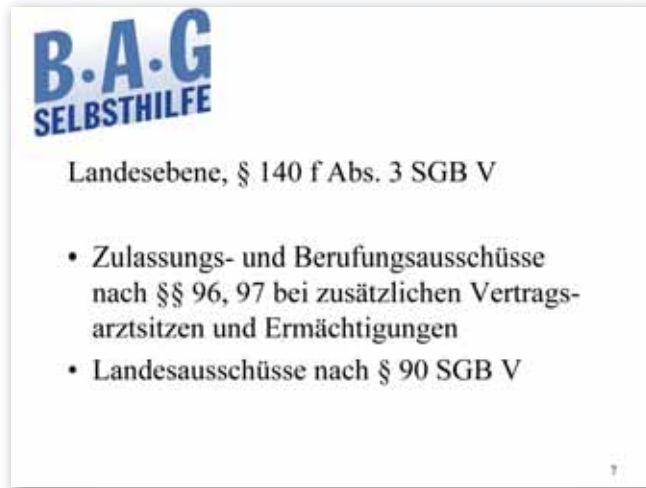 B·A·G
SELBSTHILFE
Landesebene, § 140 f Abs. 3 SGB V
• Zulassungs- und Berufungsausschüsse
nach §§ 96, 97 bei zusätzlichen Vertrags-
arztsitzen und Ermächtigungen
• Landesausschüsse nach § 90 SGB V
7